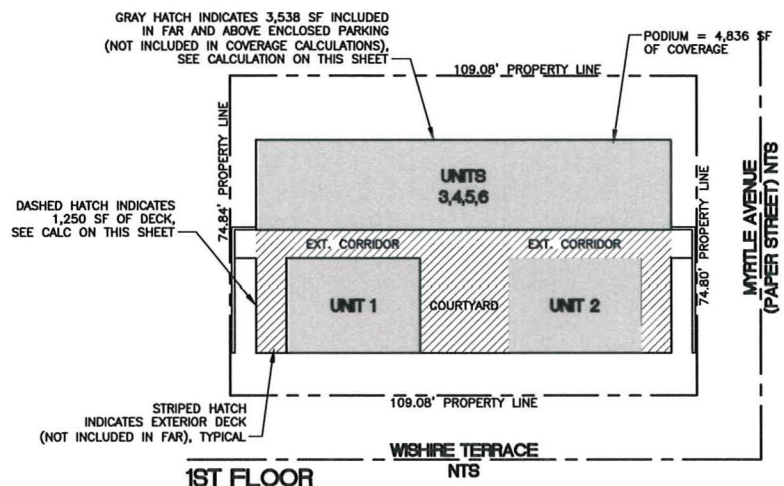 GRAY HATCH INDICATES 3,538 SF INCLUDED
IN FAR AND ABOVE ENCLOSED PARKING
(NOT INCLUDED IN COVERAGE CALCULATIONS),
SEE CALCULATION ON THIS SHEET
PODIUM = 4,836 SF
OF COVERAGE
109.08' PROPERTY LINE
74.84' PROPERTY LINE
UNITS
3,4,5,6
DASHED HATCH INDICATES
1,250 SF OF DECK,
SEE CALC ON THIS SHEET
EXT. CORRIDOR
EXT. CORRIDOR
UNIT 1
COURTYARD
UNIT 2
74.80' PROPERTY LINE
MYRTLE AVENUE
(PAPER STREET) NTS
109.08' PROPERTY LINE
STRIPED HATCH
INDICATES EXTERIOR DECK
(NOT INCLUDED IN FAR), TYPICAL
WISHIRE TERRACE
NTS
1ST FLOOR